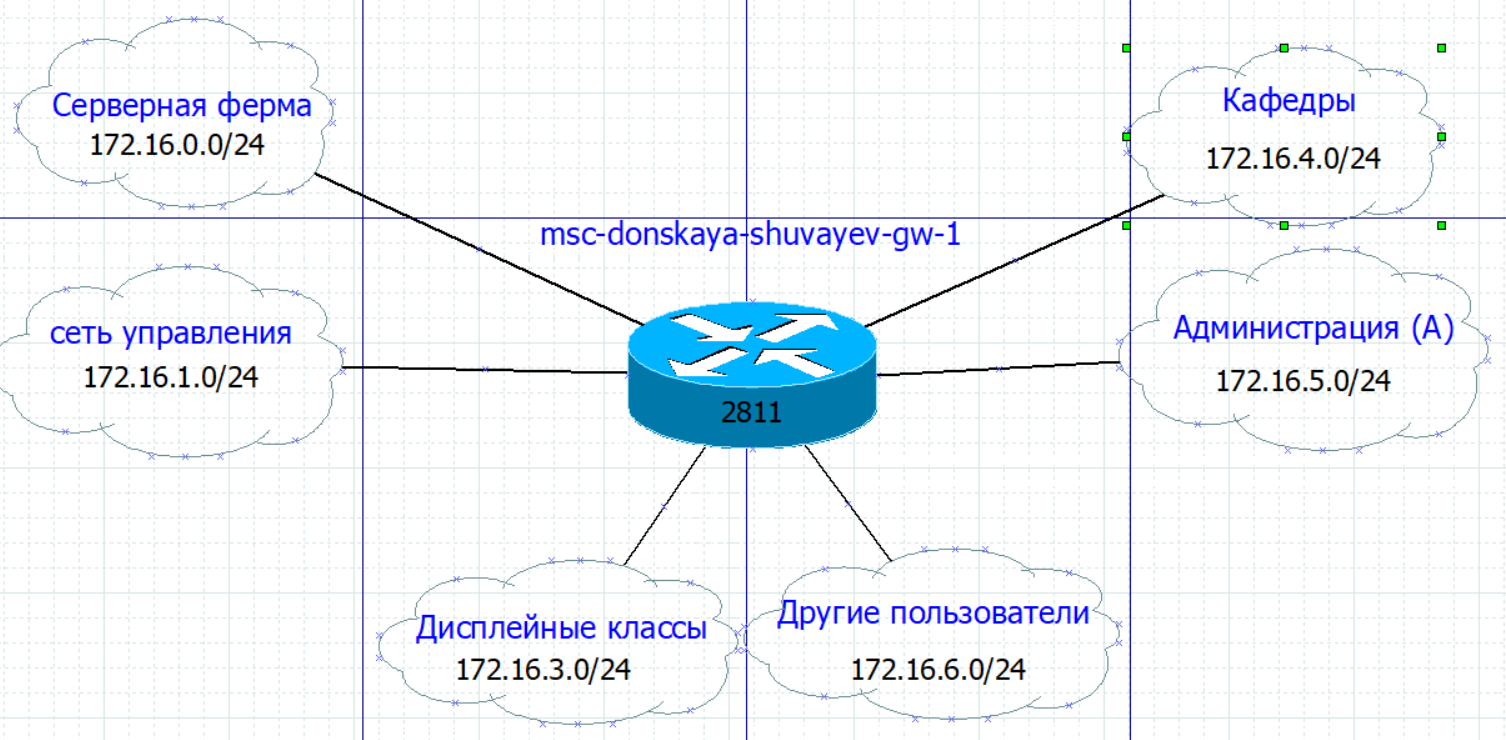 Серверная ферма
172.16.0.0/24
Кафедры
172.16.4.0/24
msc-donskaya-shuvayev-gw-1
сеть управления
172.16.1.0/24
Администрация (А)
172.16.5.0/24
2811
Дисплейные классы
172.16.3.0/24
Другие пользователи
172.16.6.0/24